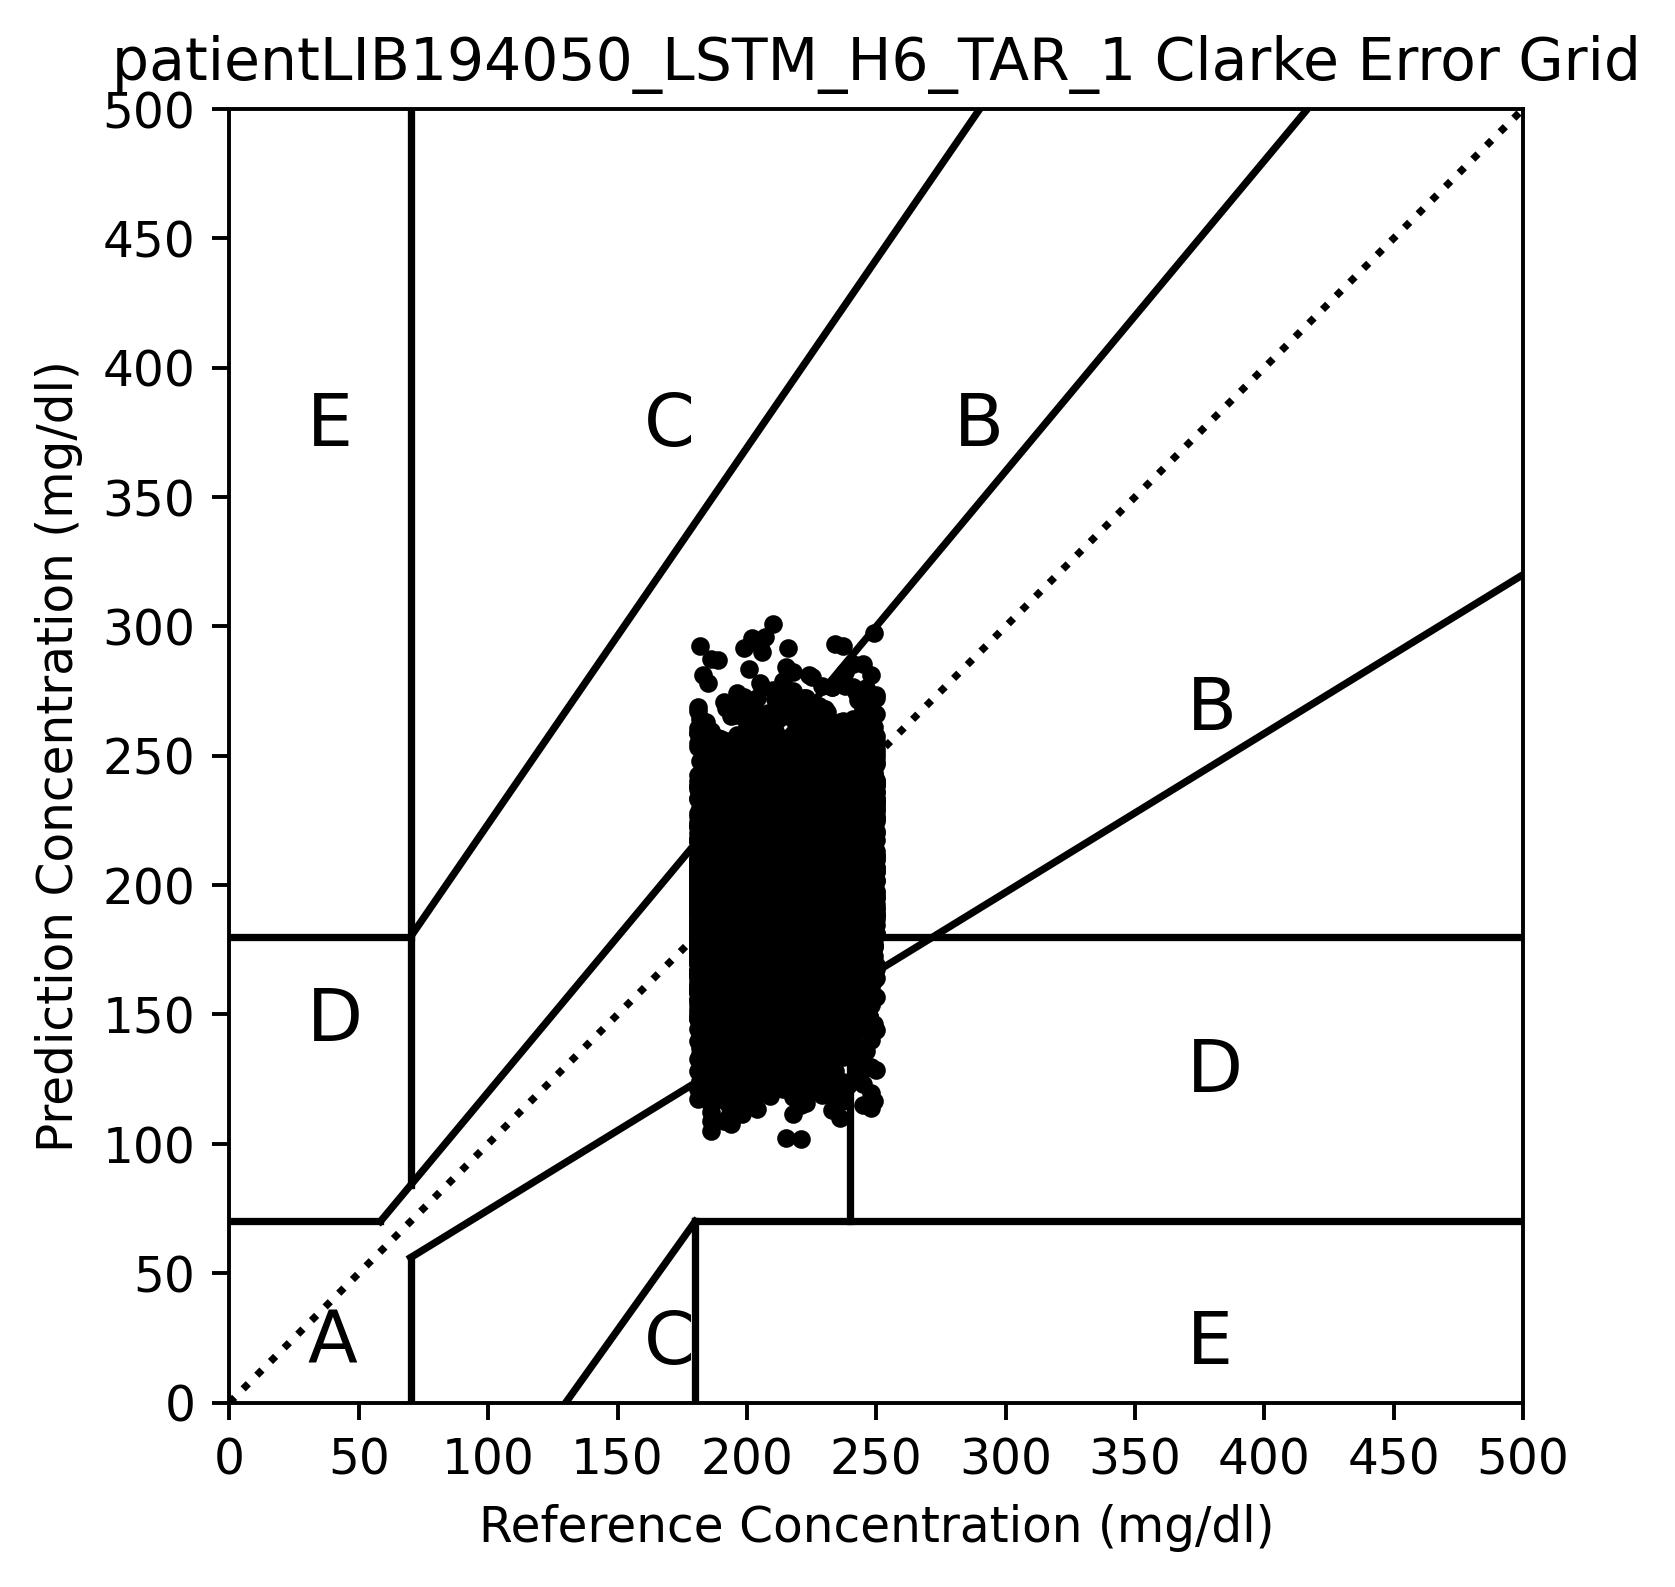 patientLIB194050_LSTM_H6_TAR_1 Clarke Error Grid
500
450
400
350
300
250
200
150
100
50
0
Prediction Concentration (mg/dl)
E
C
B
B
D
D
A
C
E
0 50 100 150 200 250 300 350 400 450 500
Reference Concentration (mg/dl)